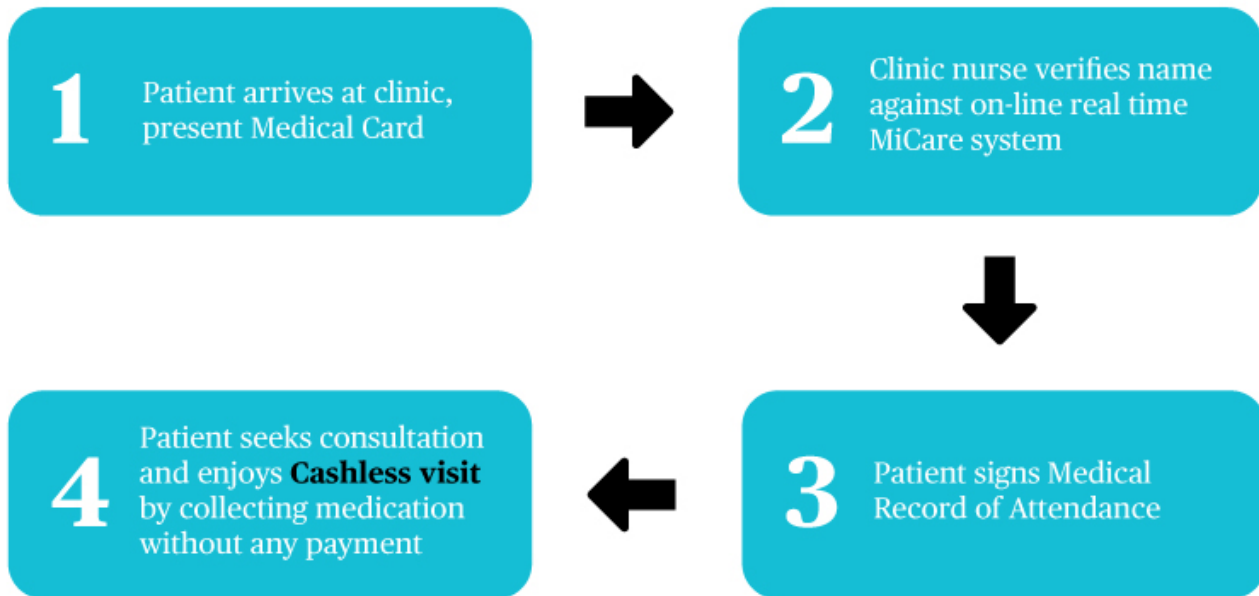 1
Patient arrives at clinic,
present Medical Card
2
Clinic nurse verifies name
against on-line real time
MiCare system
3
Patient signs Medical
Record of Attendance
4
Patient seeks consultation
and enjoys Cashless visit
by collecting medication
without any payment